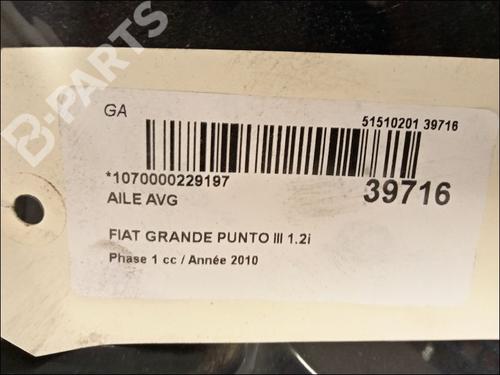 B-PARTS
GA
51510201 39716
*1070000229197
39716
AILE AVG
FIAT GRANDE PUNTO III 1.2i
Phase 1 cc / Année 2010